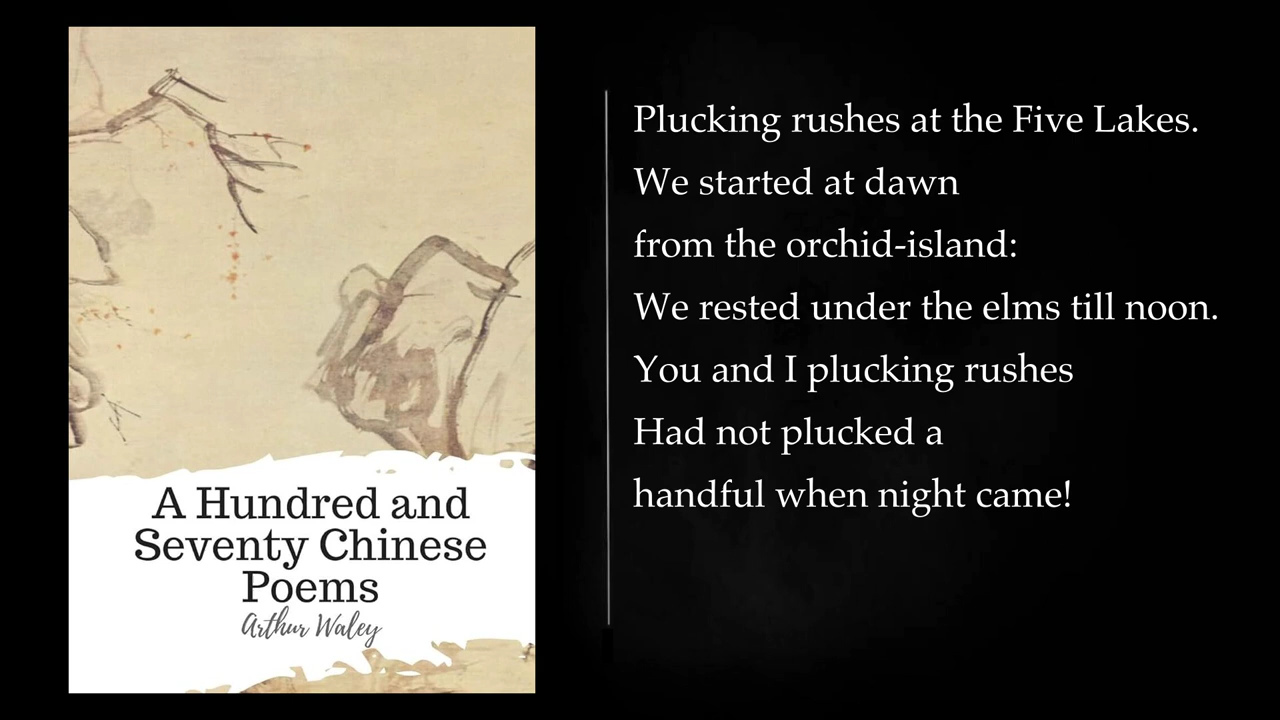 A Hundred and
Seventy Chinese
Poems
Arthur Waley
Plucking rushes at the Five Lakes.
We started at dawn
from the orchid-island:
We rested under the elms till noon.
You and I plucking rushes
Had not plucked a
handful when night came!